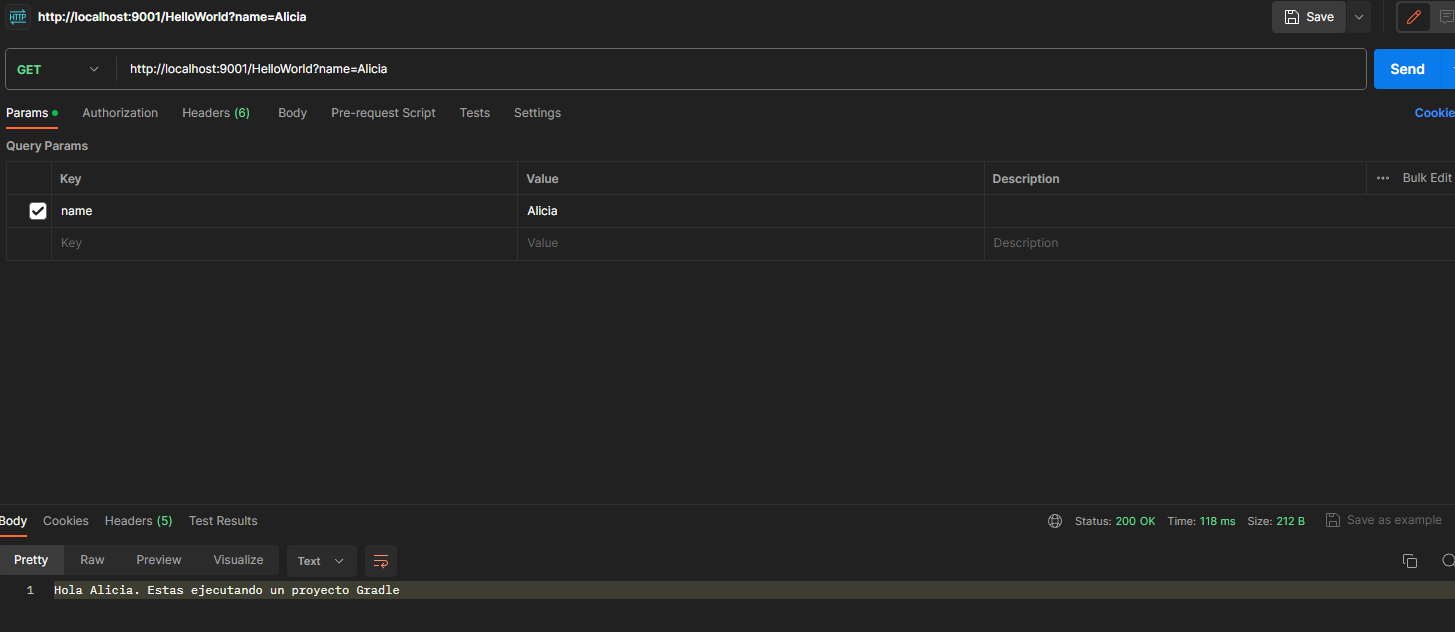 HTTP http://localhost:9001/HelloWorld?name=Alicia Save
GET http://localhost:9001/HelloWorld?name=Alicia Send
Params Authorization Headers (6) Body Pre-request Script Tests Settings Cookie
Query Params
Key Value Description ... Bulk Edit
name Alicia
Key Value Description
Body Cookies Headers (5) Test Results Status: 200 OK Time: 118 ms Size: 212 B Save as example
Pretty Raw Preview Visualize Text
1 Hola Alicia. Estas ejecutando un proyecto Gradle